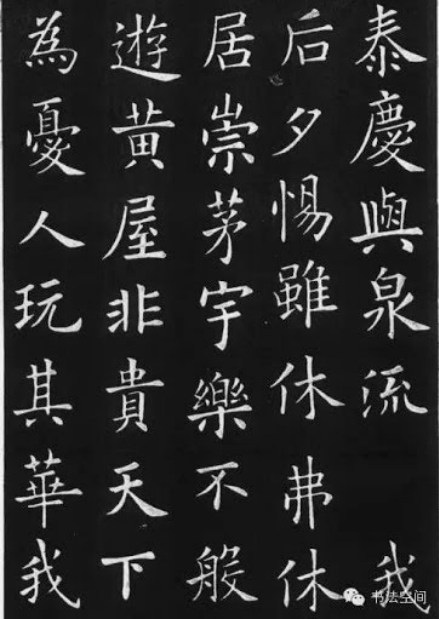 泰慶與泉流 我
后夕惕雖休弗休
居崇茅宇樂不般
遊黃屋非貴天下
為憂人玩其華我
书法空间